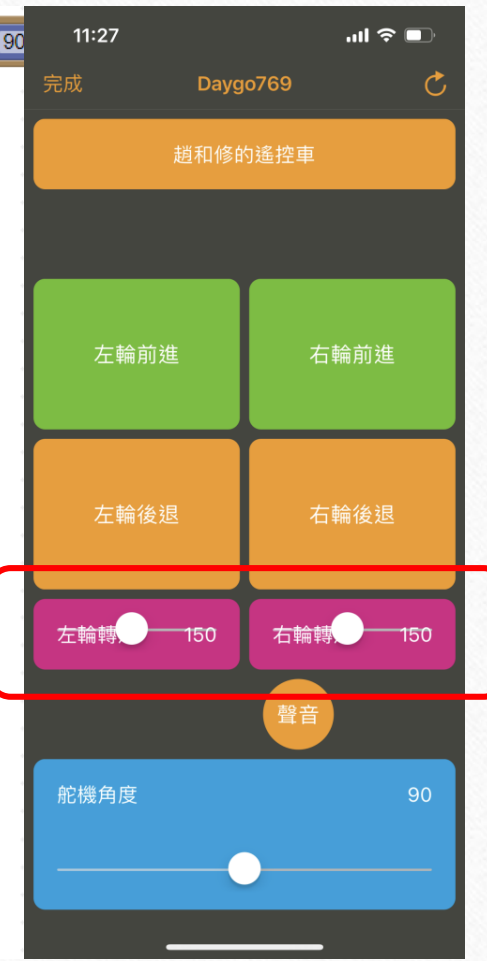 90
11:27
完成 Daygo769
趙和修的遙控車
左輪前進 右輪前進
左輪後退 右輪後退
左輪轉 150 右輪轉 150
聲音
舵機角度 90